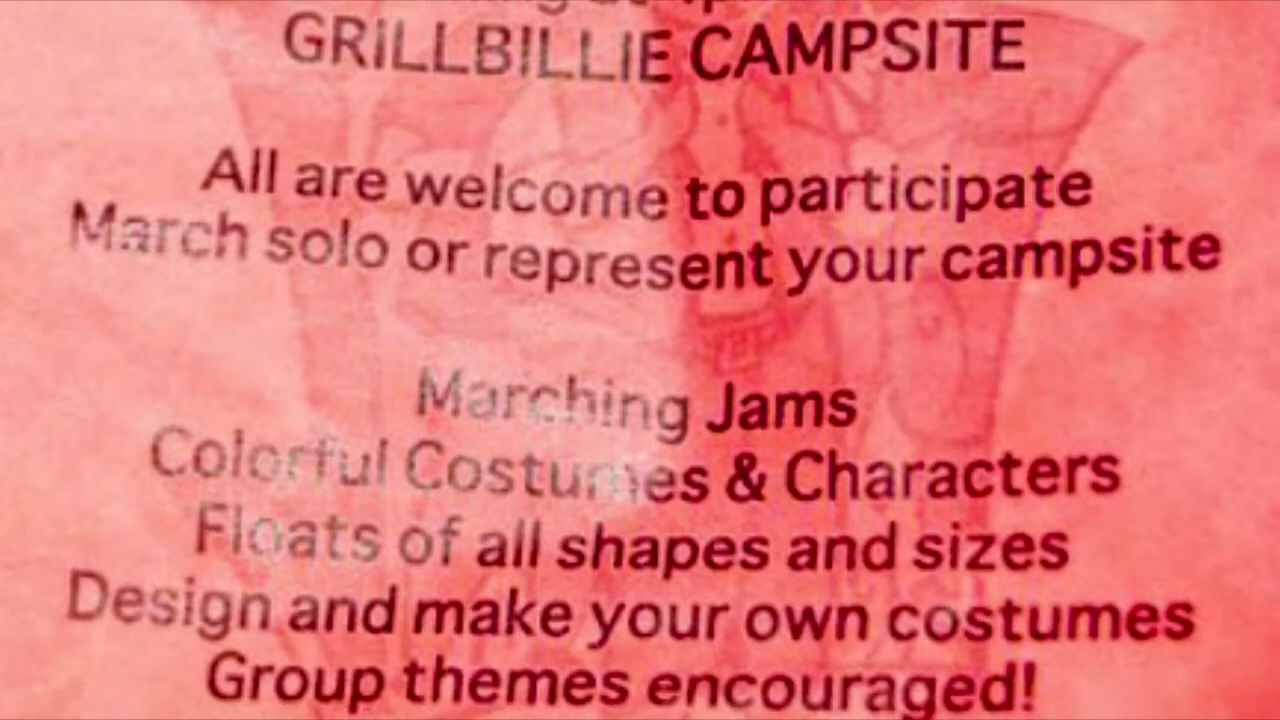 GRILLBILLIE CAMPSITE
All are welcome to participate
March solo or represent your campsite
Marching Jams
Colorful Costumes & Characters
Floats of all shapes and sizes
Design and make your own costumes
Group themes encouraged!